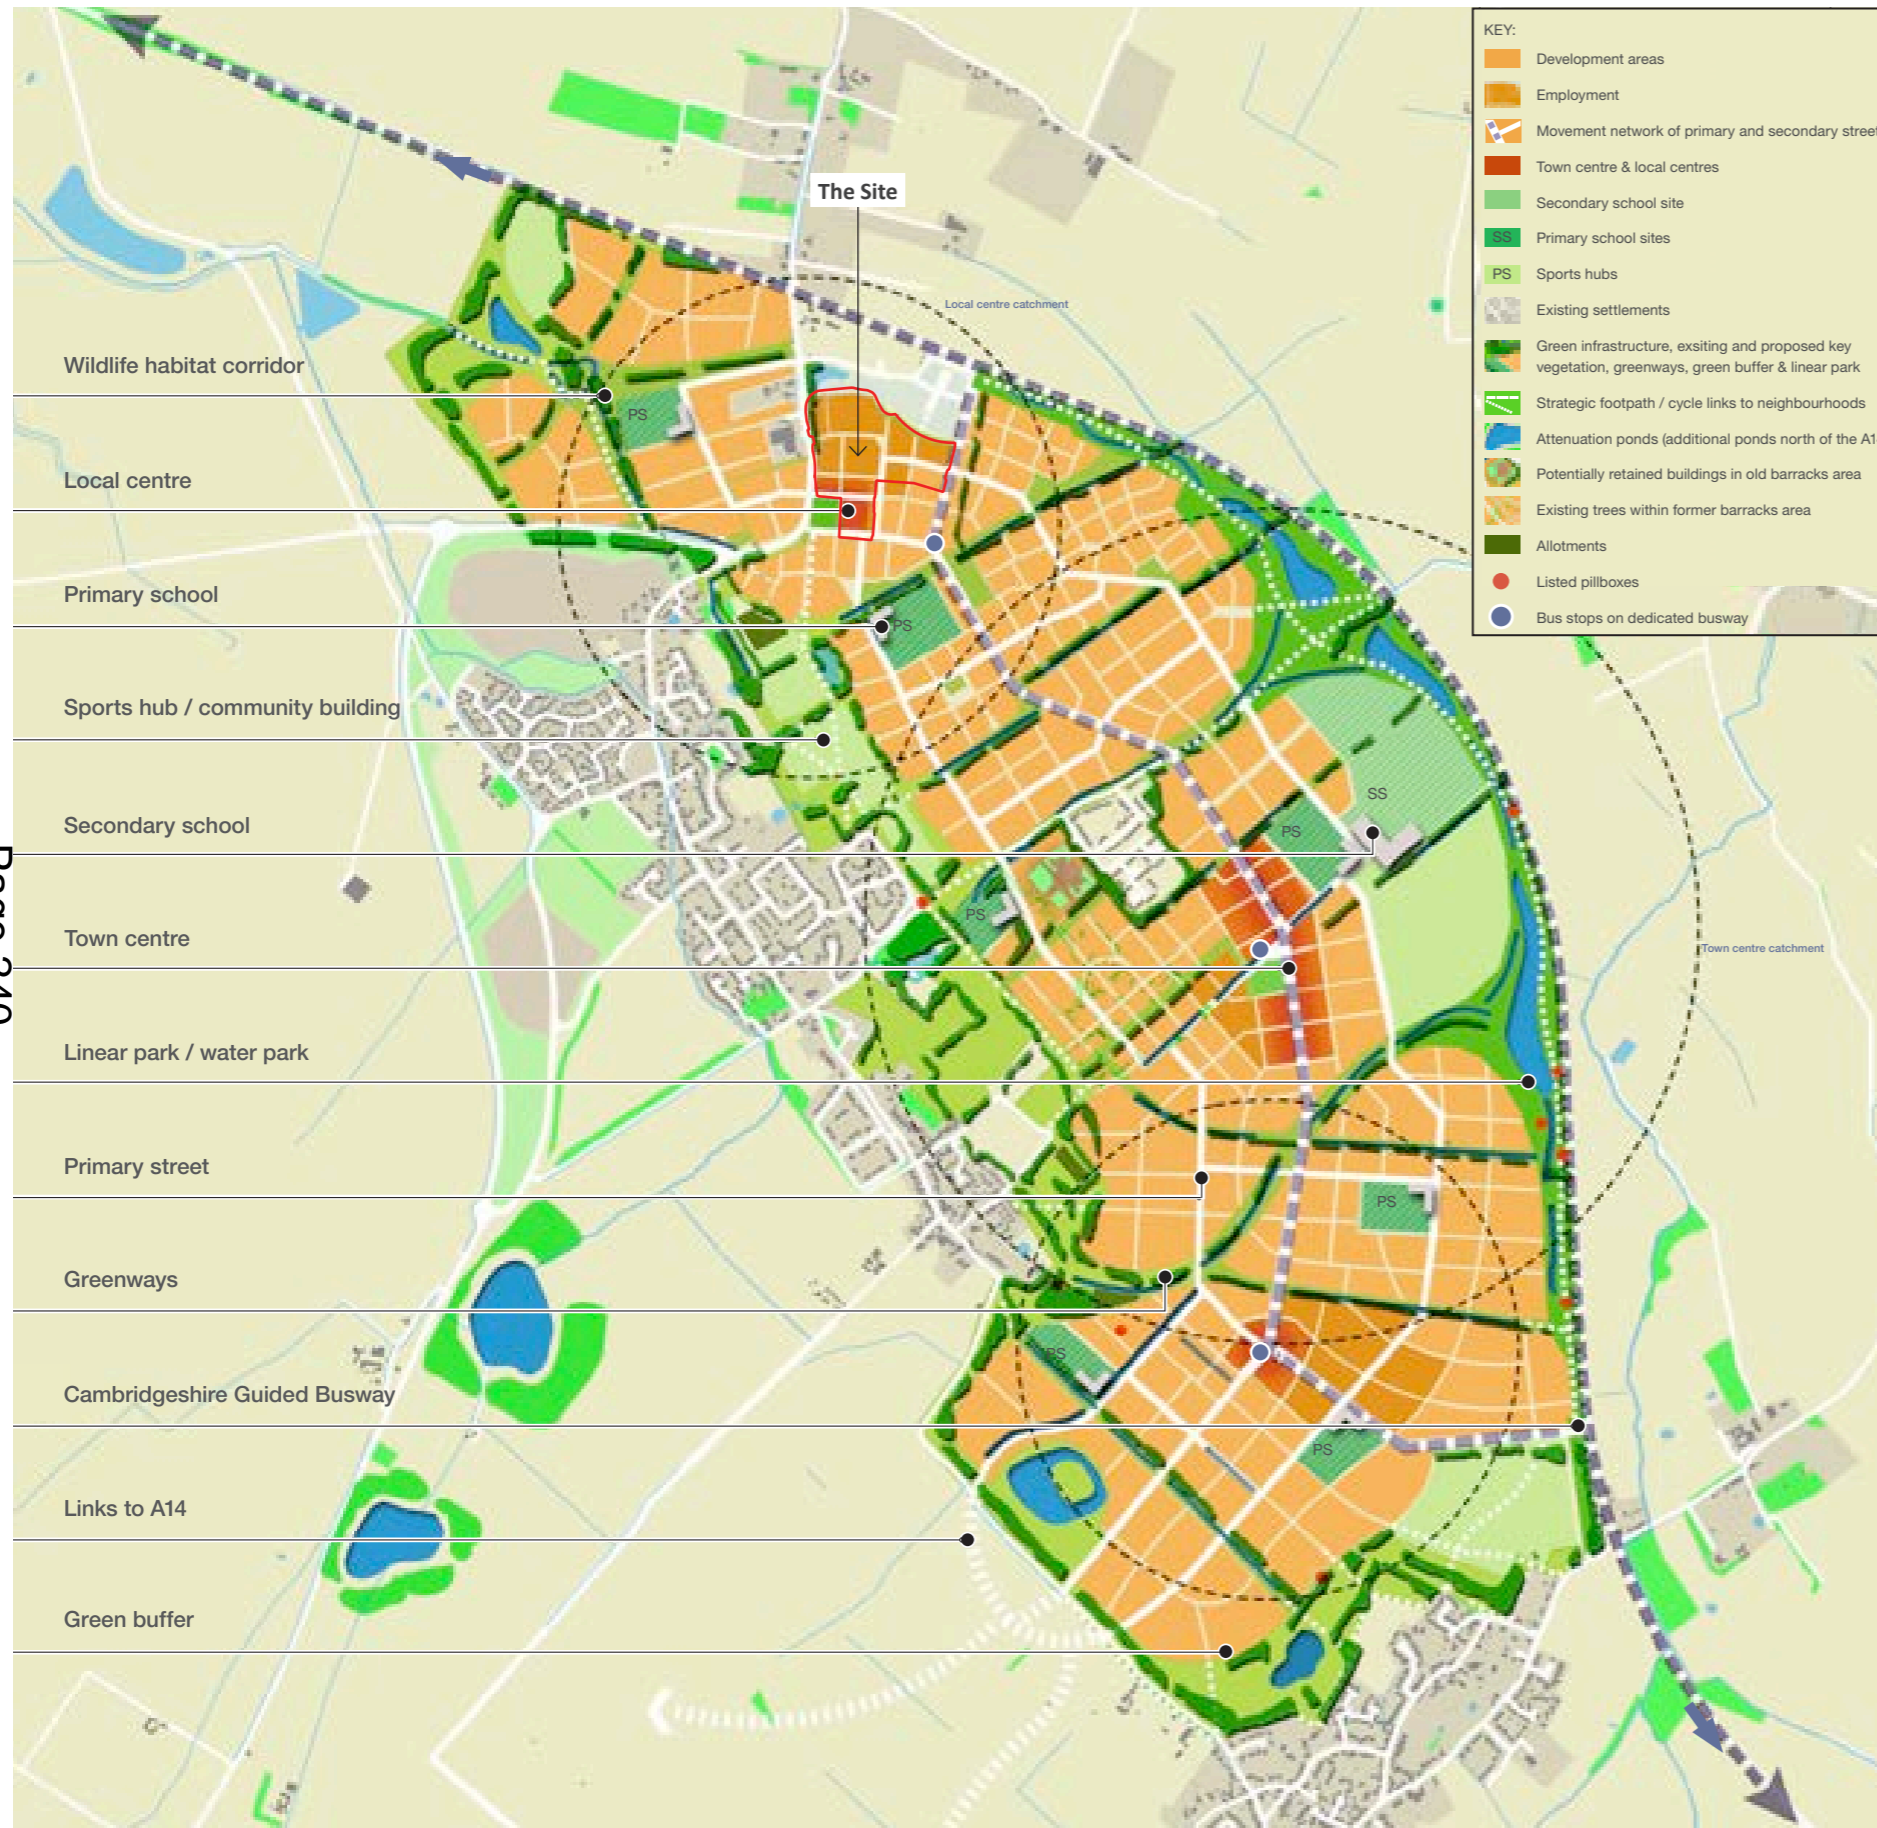 KEY:
Development areas
Employment
Movement network of primary and secondary street
Town centre & local centres
Secondary school site
SS Primary school sites
PS Sports hubs
Existing settlements
Green infrastructure, exsiting and proposed key
vegetation, greenways, green buffer & linear park
Strategic footpath / cycle links to neighbourhoods
Attenuation ponds (additional ponds north of the A1
Potentially retained buildings in old barracks area
Existing trees within former barracks area
Allotments
Listed pillboxes
Bus stops on dedicated busway
The Site
Local centre catchment
Wildlife habitat corridor
PS
Local centre
Primary school
PS
Sports hub / community building
SS
Secondary school
PS
PS
Town centre
Town centre catchment
Linear park / water park
Primary street
PS
Greenways
PS
Cambridgeshire Guided Busway
PS
Links to A14
Green buffer